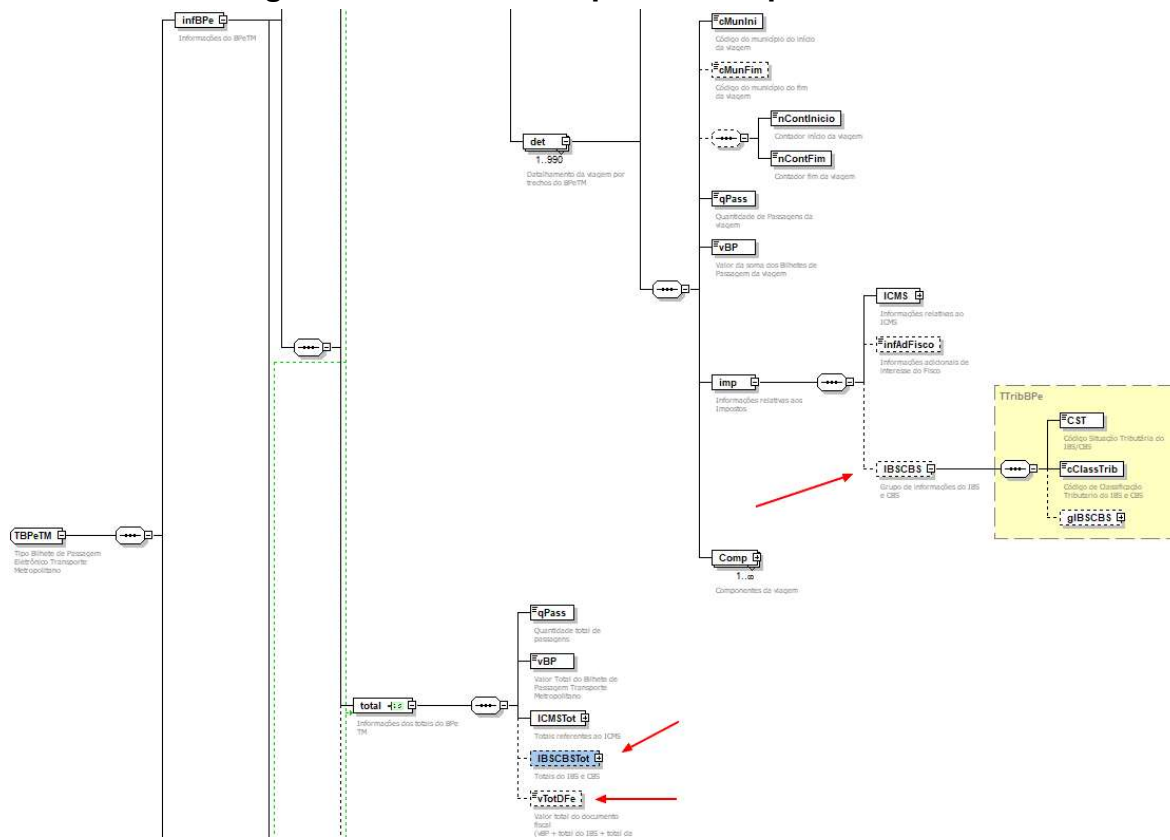 infBPe
Informações do BPeTM
cMunIni
Código do município do início
da viagem
cMunFim
Código do município do fim
da viagem
nContInicio
Contador início da viagem
nContFim
Contador fim da viagem
det
1..990
Detalhamento da viagem por
trechos do BPeTM
qPass
Quantidade de Passagens da
viagem
vBP
Valor da soma dos Bilhetes de
Passagem da viagem
ICMS
Informações relativas ao
ICMS
infAdFisco
Informações adicionais de
interesse do Fisco
imp
Informações relativas aos
Impostos
TTribBPe
CST
Código Situação Tributária do
IBS/CBS
IBSCBS
Grupo de informações do IBS
e CBS
cClassTrib
Código de Classificação
Tributario do IBS e CBS
gIBSCBS
TBPeTM
Tipo Bilhete de Passagem
Eletrônico Transporte
Metropolitano
Comp
1..∞
Componentes da viagem
qPass
Quantidade total de
passagens
vBP
Valor Total do Bilhete de
Passagem Transporte
Metropolitano
total
Informações dos totais do BPe
TM
ICMSTot
Totais referentes ao ICMS
IBSCBSTot
Totais do IBS e CBS
vTotDFe
Valor total do documento
fiscal
(vBP + total do IBS + total da